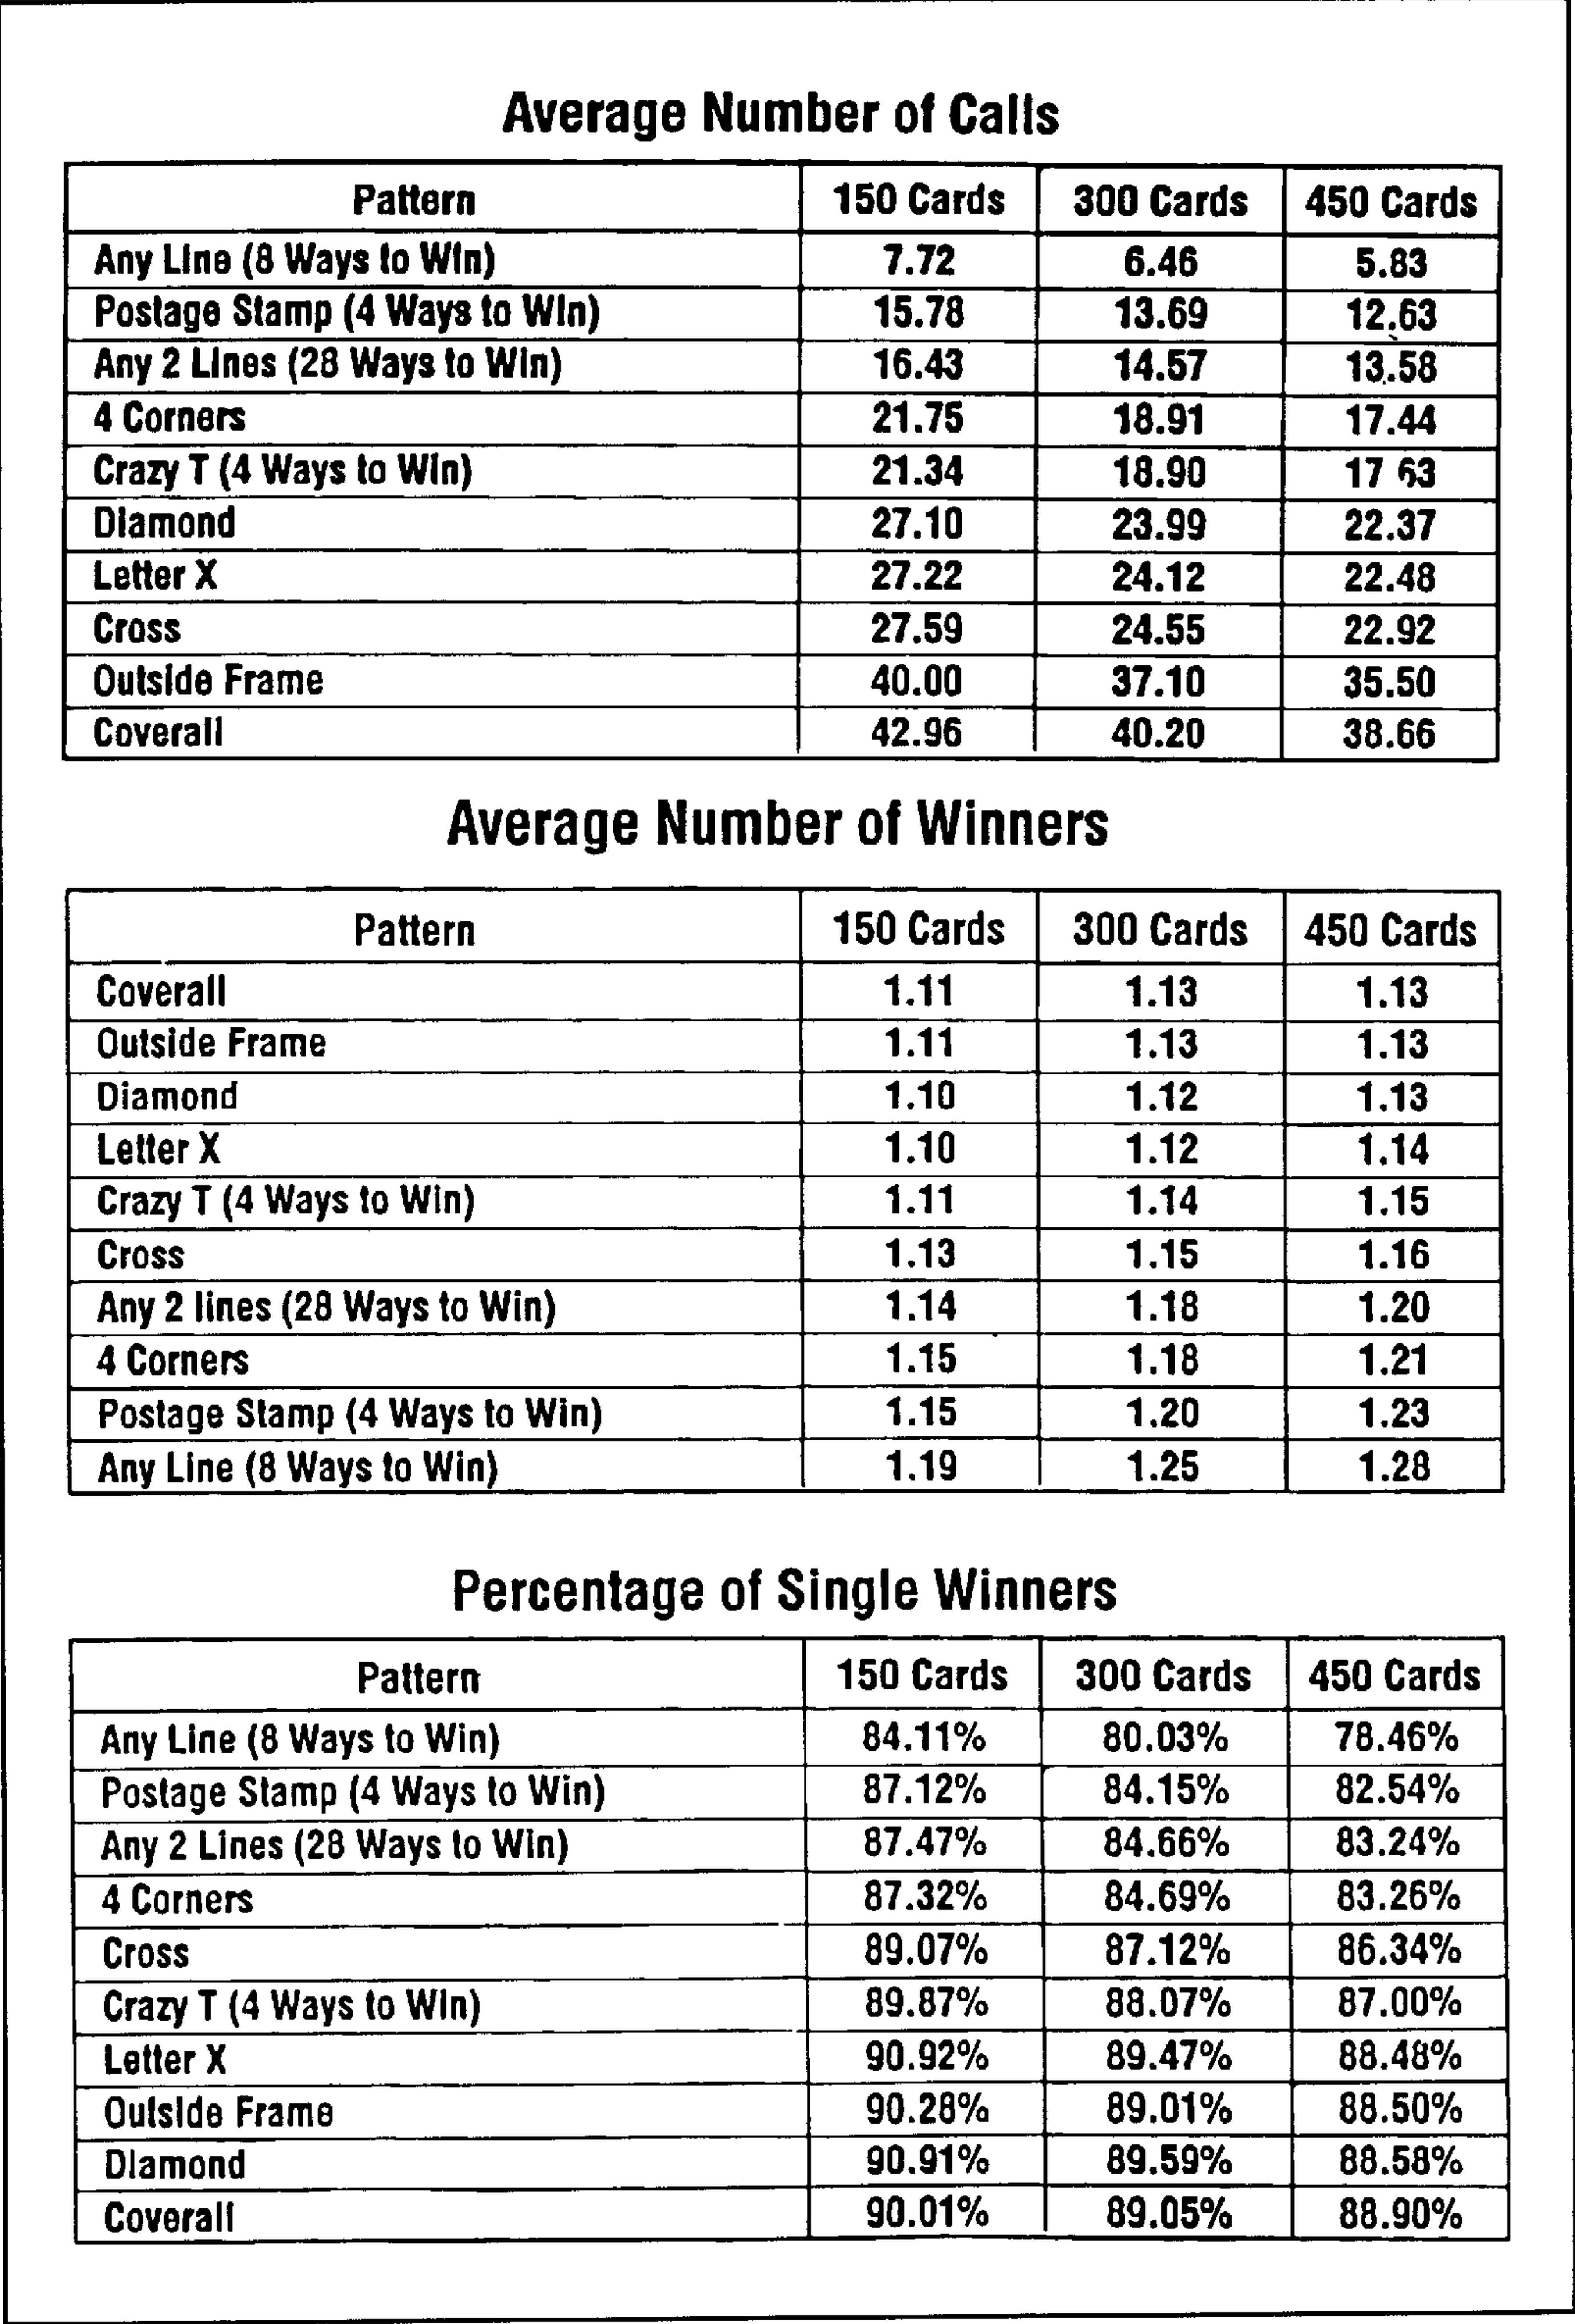 Average Number of Calls
Pattern 150 Cards 300 Cards 450 Cards
Any Line (8 Ways to Win) 7.72 6.46 5.83
Postage Stamp (4 Ways to Win) 15.78 13.69 12.63
Any 2 Lines (28 Ways to Win) 16.43 14.57 13.58
4 Corners 21.75 18.91 17.44
Crazy T (4 Ways to Win) 21.34 18.90 17 63
Diamond 27.10 23.99 22.37
Letter X 27.22 24.12 22.48
Cross 27.59 24.55 22.92
Outside Frame 40.00 37.10 35.50
Coverall 42.96 40.20 38.66
Average Number of Winners
Pattern 150 Cards 300 Cards 450 Cards
Coverall 1.11 1.13 1.13
Outside Frame 1.11 1.13 1.13
Diamond 1.10 1.12 1.13
Letter X 1.10 1.12 1.14
Crazy T (4 Ways to Win) 1.11 1.14 1.15
Cross 1.13 1.15 1.16
Any 2 lines (28 Ways to Win) 1.14 1.18 1.20
4 Corners 1.15 1.18 1.21
Postage Stamp (4 Ways to Win) 1.15 1.20 1.23
Any Line (8 Ways to Win) 1.19 1.25 1.28
Percentage of Single Winners
Pattern 150 Cards 300 Cards 450 Cards
Any Line (8 Ways to Win) 84.11% 80.03% 78.46%
Postage Stamp (4 Ways to Win) 87.12% 84.15% 82.54%
Any 2 Lines (28 Ways to Win) 87.47% 84.66% 83.24%
4 Corners 87.32% 84.69% 83.26%
Cross 89.07% 87.12% 86.34%
Crazy T (4 Ways to Win) 89.87% 88.07% 87.00%
Letter X 90.92% 89.47% 88.48%
Outside Frame 90.28% 89.01% 88.50%
Diamond 90.91% 89.59% 88.58%
Coverall 90.01% 89.05% 88.90%